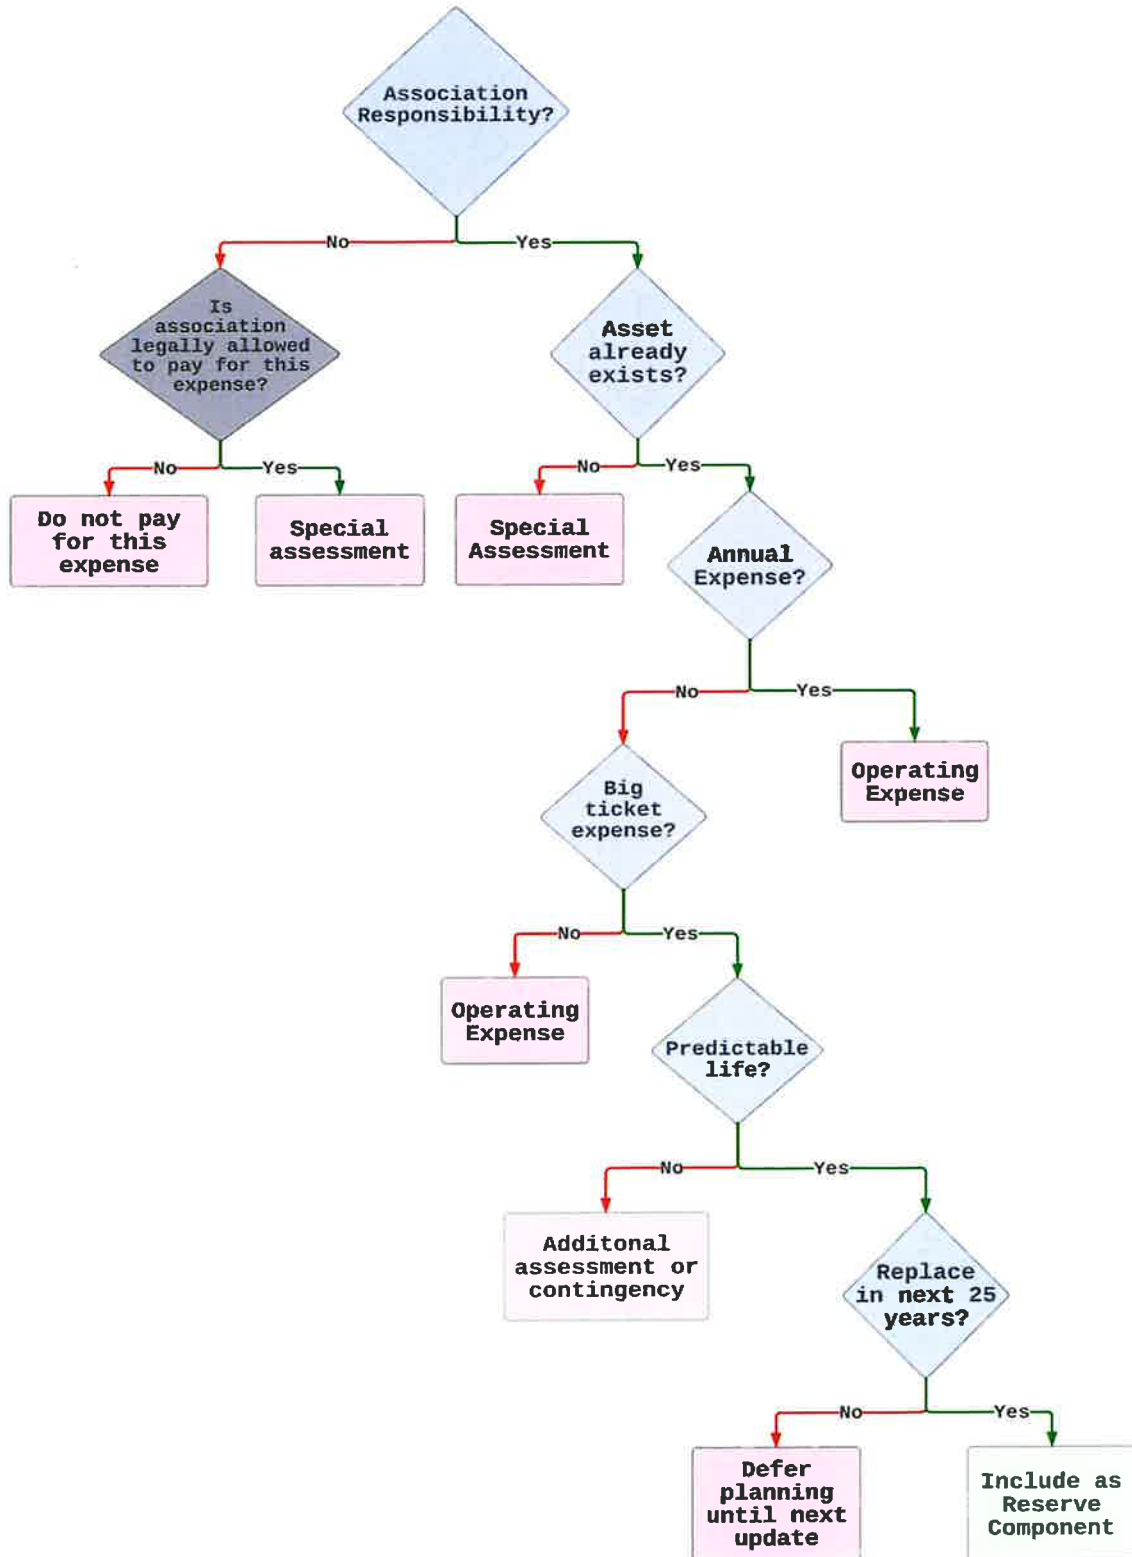 Association
Responsibility?
No
Yes
Is
association
legally allowed
to pay for this
expense?
Asset
already
exists?
No
Yes
No
Yes
Do not pay
for this
expense
Special
assessment
Special
Assessment
Annual
Expense?
No
Yes
Big
ticket
expense?
Operating
Expense
No
Yes
Operating
Expense
Predictable
life?
No
Yes
Additonal
assessment or
contingency
Replace
in next 25
years?
No
Yes
Defer
planning
until next
update
Include as
Reserve
Component